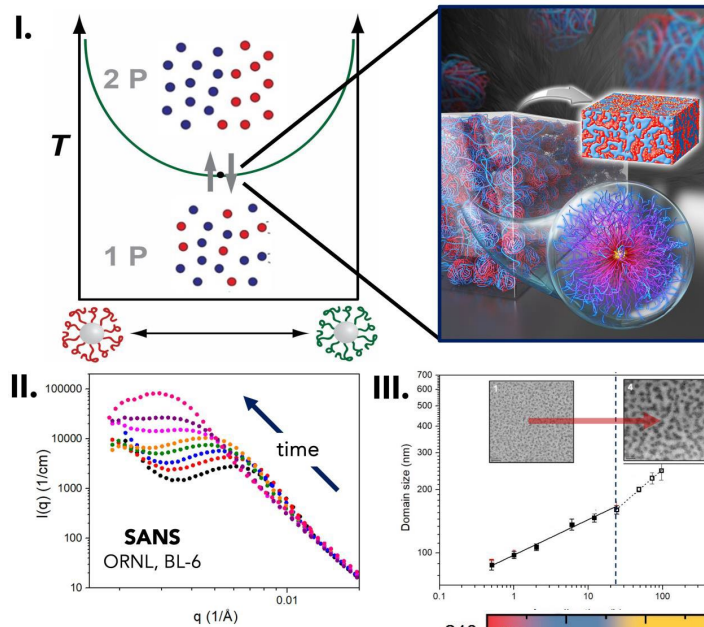 I.
2 P
T
1 P
II.
100000
10000
1000
100
10
I(q) (1/cm)
time
SANS
ORNL, BL-6
0.01
q (1/Å)
III.
700
600
500
400
300
200
100
Domain size (nm)
1
4
0.1
1
10
100